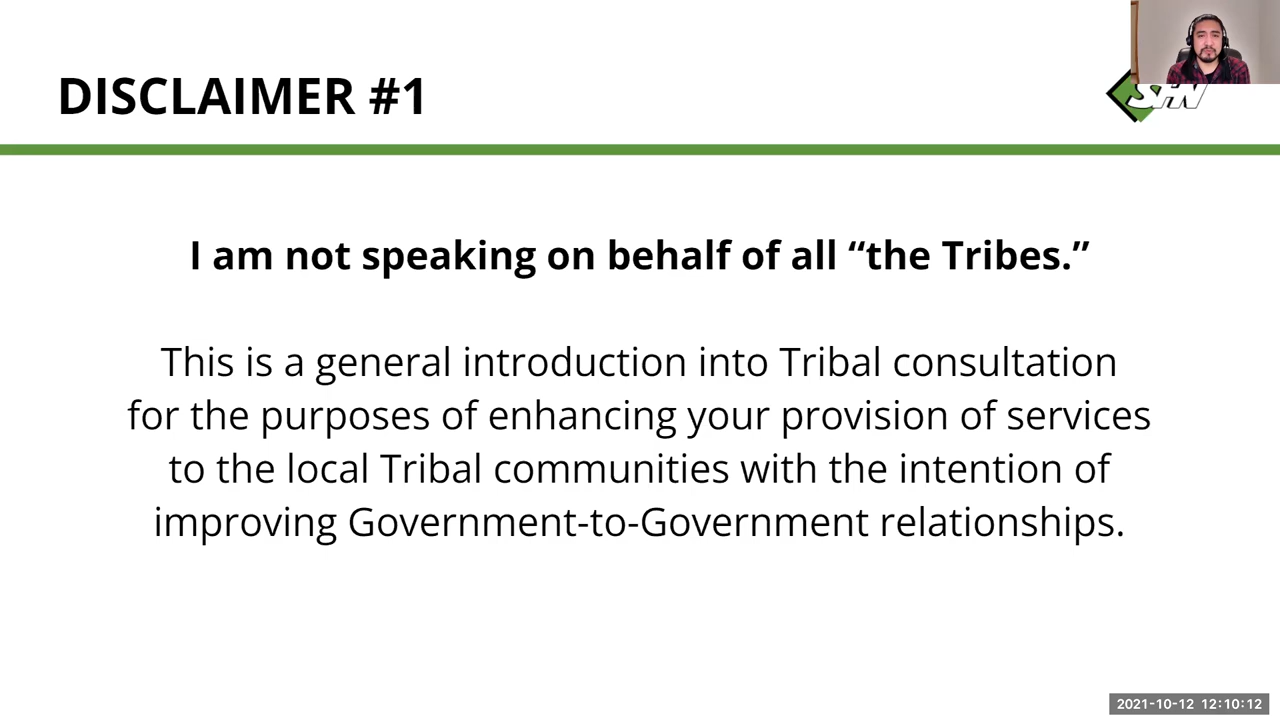 DISCLAIMER #1
SHN
I am not speaking on behalf of all “the Tribes.”
This is a general introduction into Tribal consultation
for the purposes of enhancing your provision of services
to the local Tribal communities with the intention of
improving Government-to-Government relationships.
2021-10-12 12:10:12